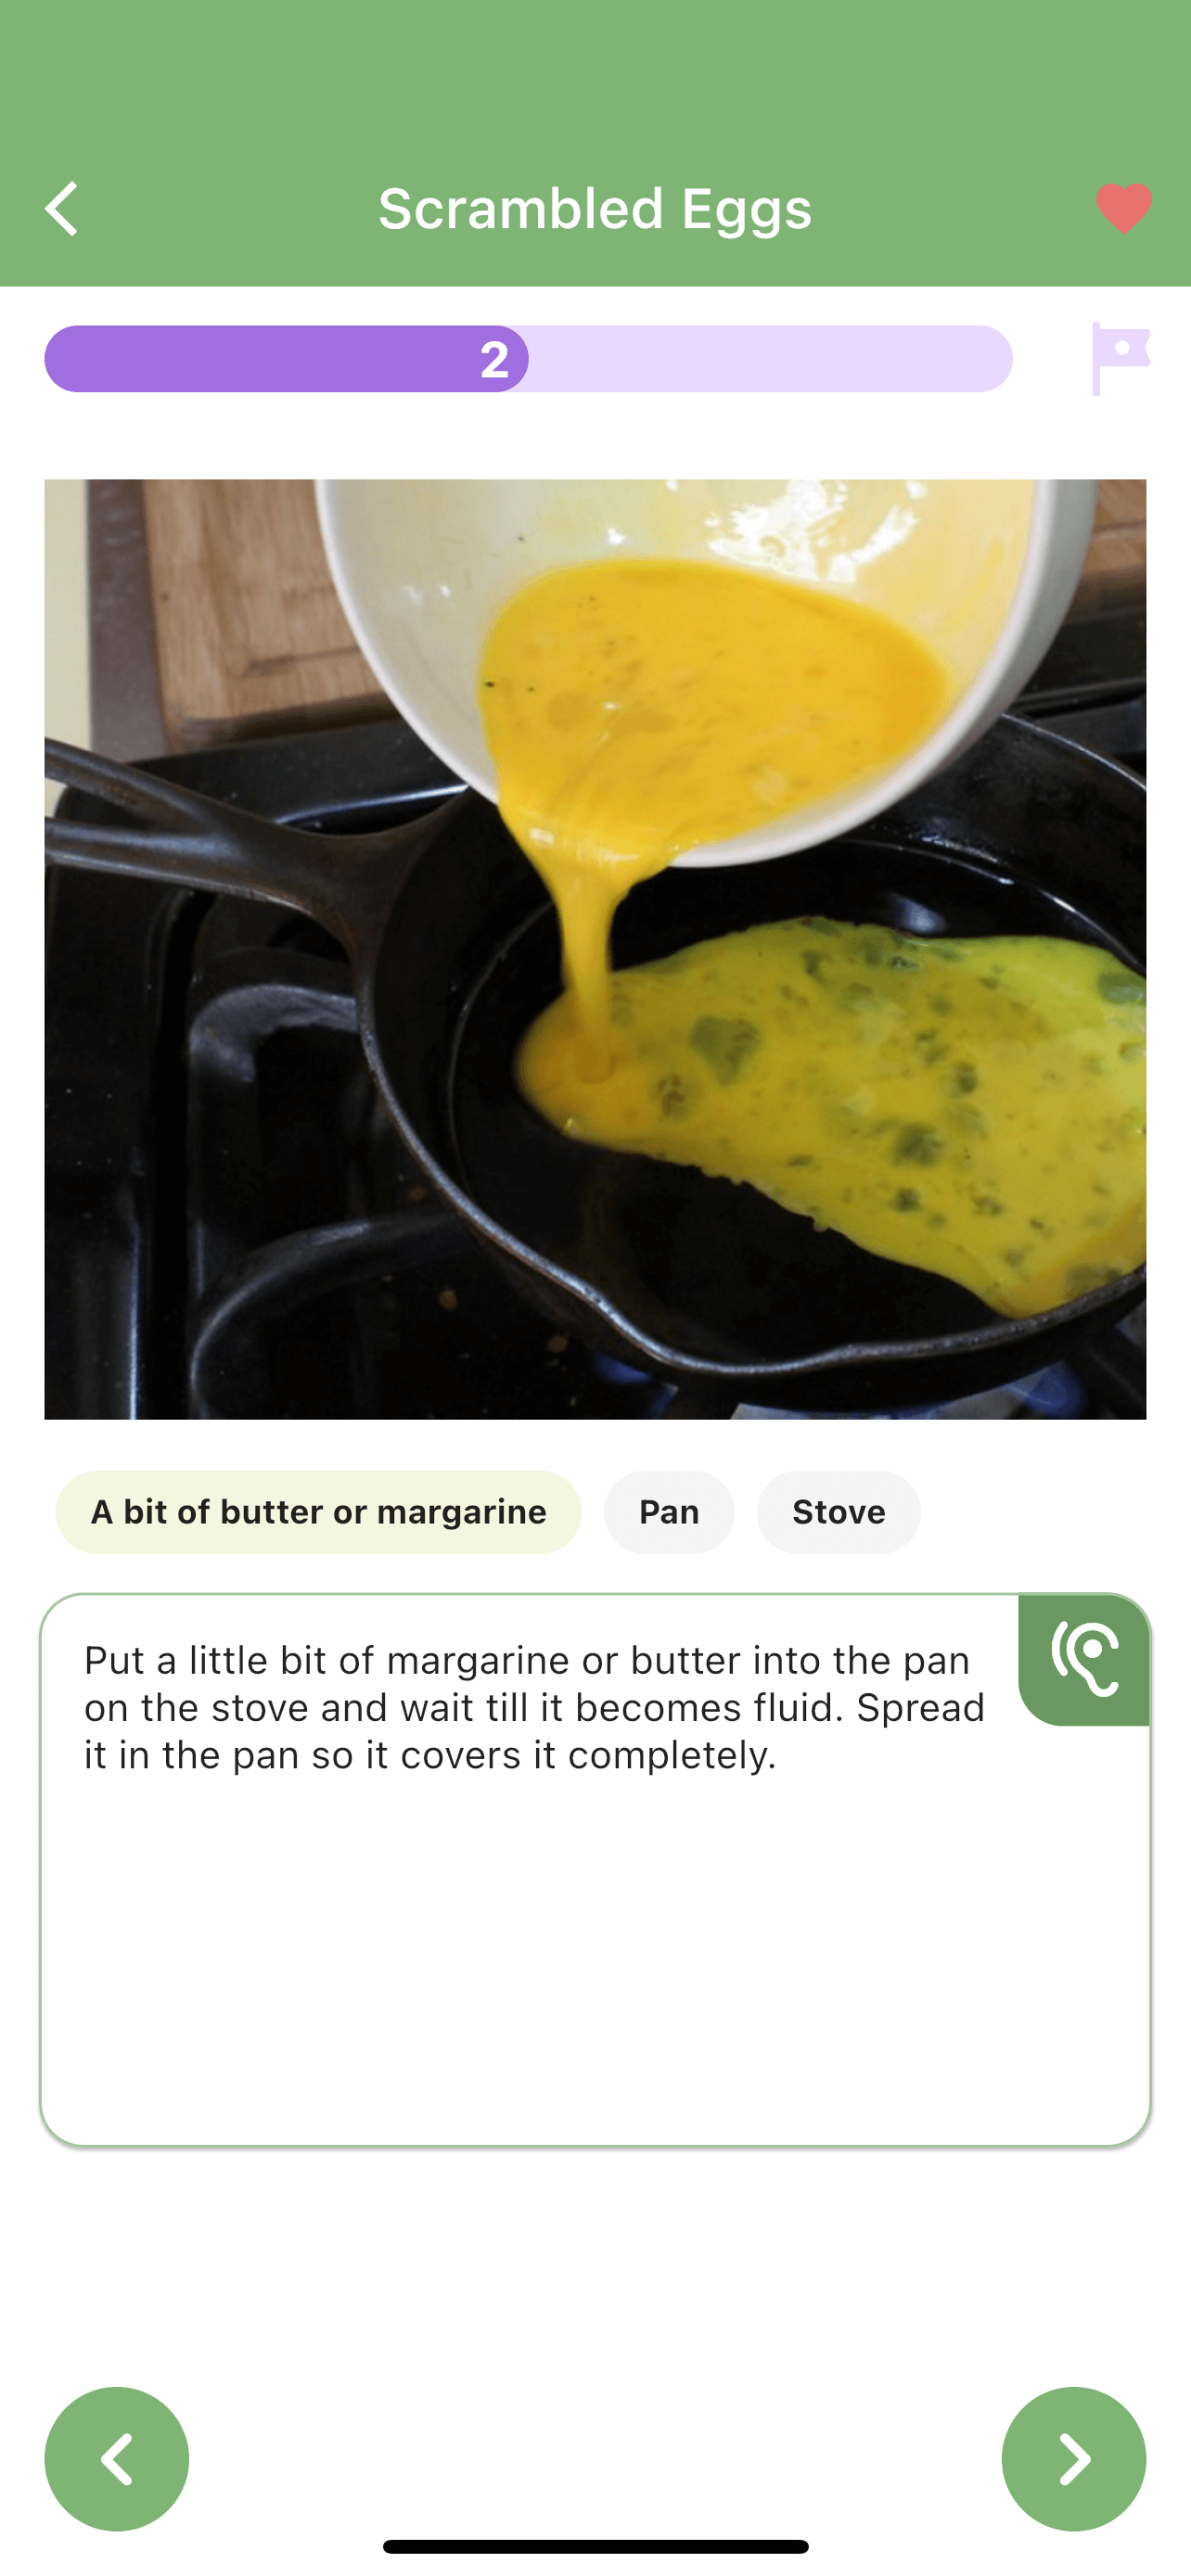 Scrambled Eggs
2
A bit of butter or margarine Pan Stove
Put a little bit of margarine or butter into the pan
on the stove and wait till it becomes fluid. Spread
it in the pan so it covers it completely.